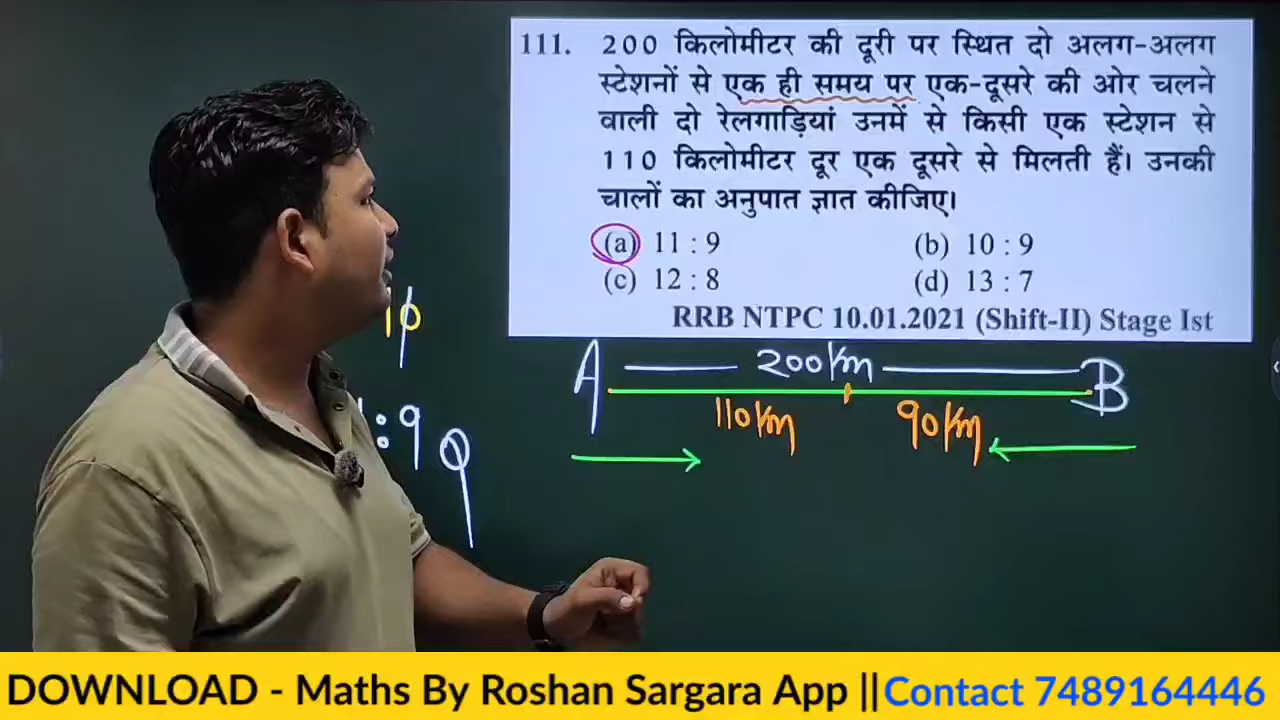 111. 200 किलोमीटर की दूरी पर स्थित दो अलग-अलग
स्टेशनों से एक ही समय पर एक-दूसरे की ओर चलने
वाली दो रेलगाड़ियां उनमें से किसी एक स्टेशन से
110 किलोमीटर दूर एक दूसरे से मिलती हैं। उनकी
चालों का अनुपात ज्ञात कीजिए।
(a) 11 : 9 (b) 10 : 9
(c) 12 : 8 (d) 13 : 7
RRB NTPC 10.01.2021 (Shift-II) Stage Ist
10
A 200km B
110km 90km
: 9
DOWNLOAD - Maths By Roshan Sargara App || Contact 7489164446